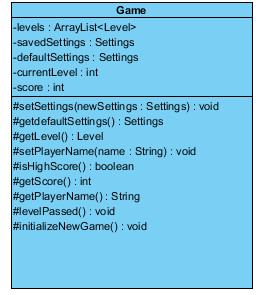 Game
-levels : ArrayList<Level>
-savedSettings : Settings
-defaultSettings : Settings
-currentLevel : int
-score : int
#setSettings(newSettings : Settings) : void
#getdefaultSettings() : Settings
#getLevel() : Level
#setPlayerName(name : String) : void
#isHighScore() : boolean
#getScore() : int
#getPlayerName() : String
#levelPassed() : void
#initializeNewGame() : void